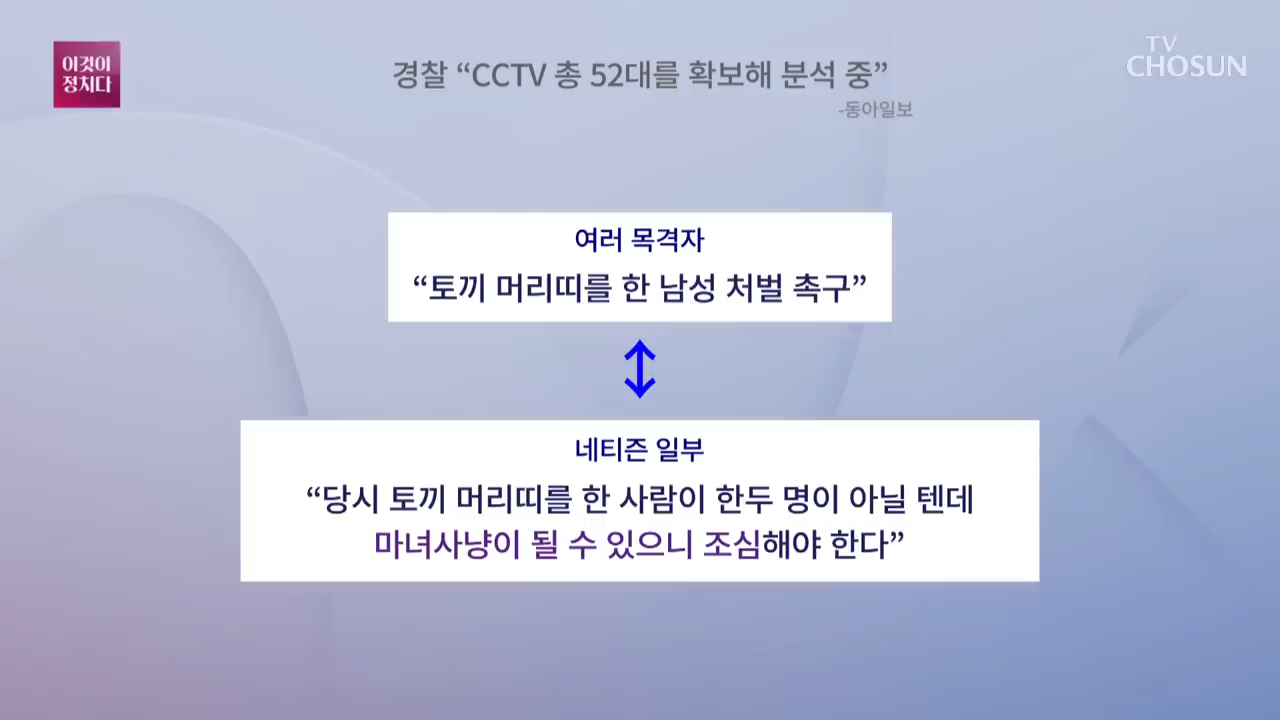 이것이
정치다
TV
CHOSUN
경찰 “CCTV 총 52대를 확보해 분석 중”
-동아일보
여러 목격자
“토끼 머리띠를 한 남성 처벌 촉구”
네티즌 일부
“당시 토끼 머리띠를 한 사람이 한두 명이 아닐 텐데
마녀사냥이 될 수 있으니 조심해야 한다”